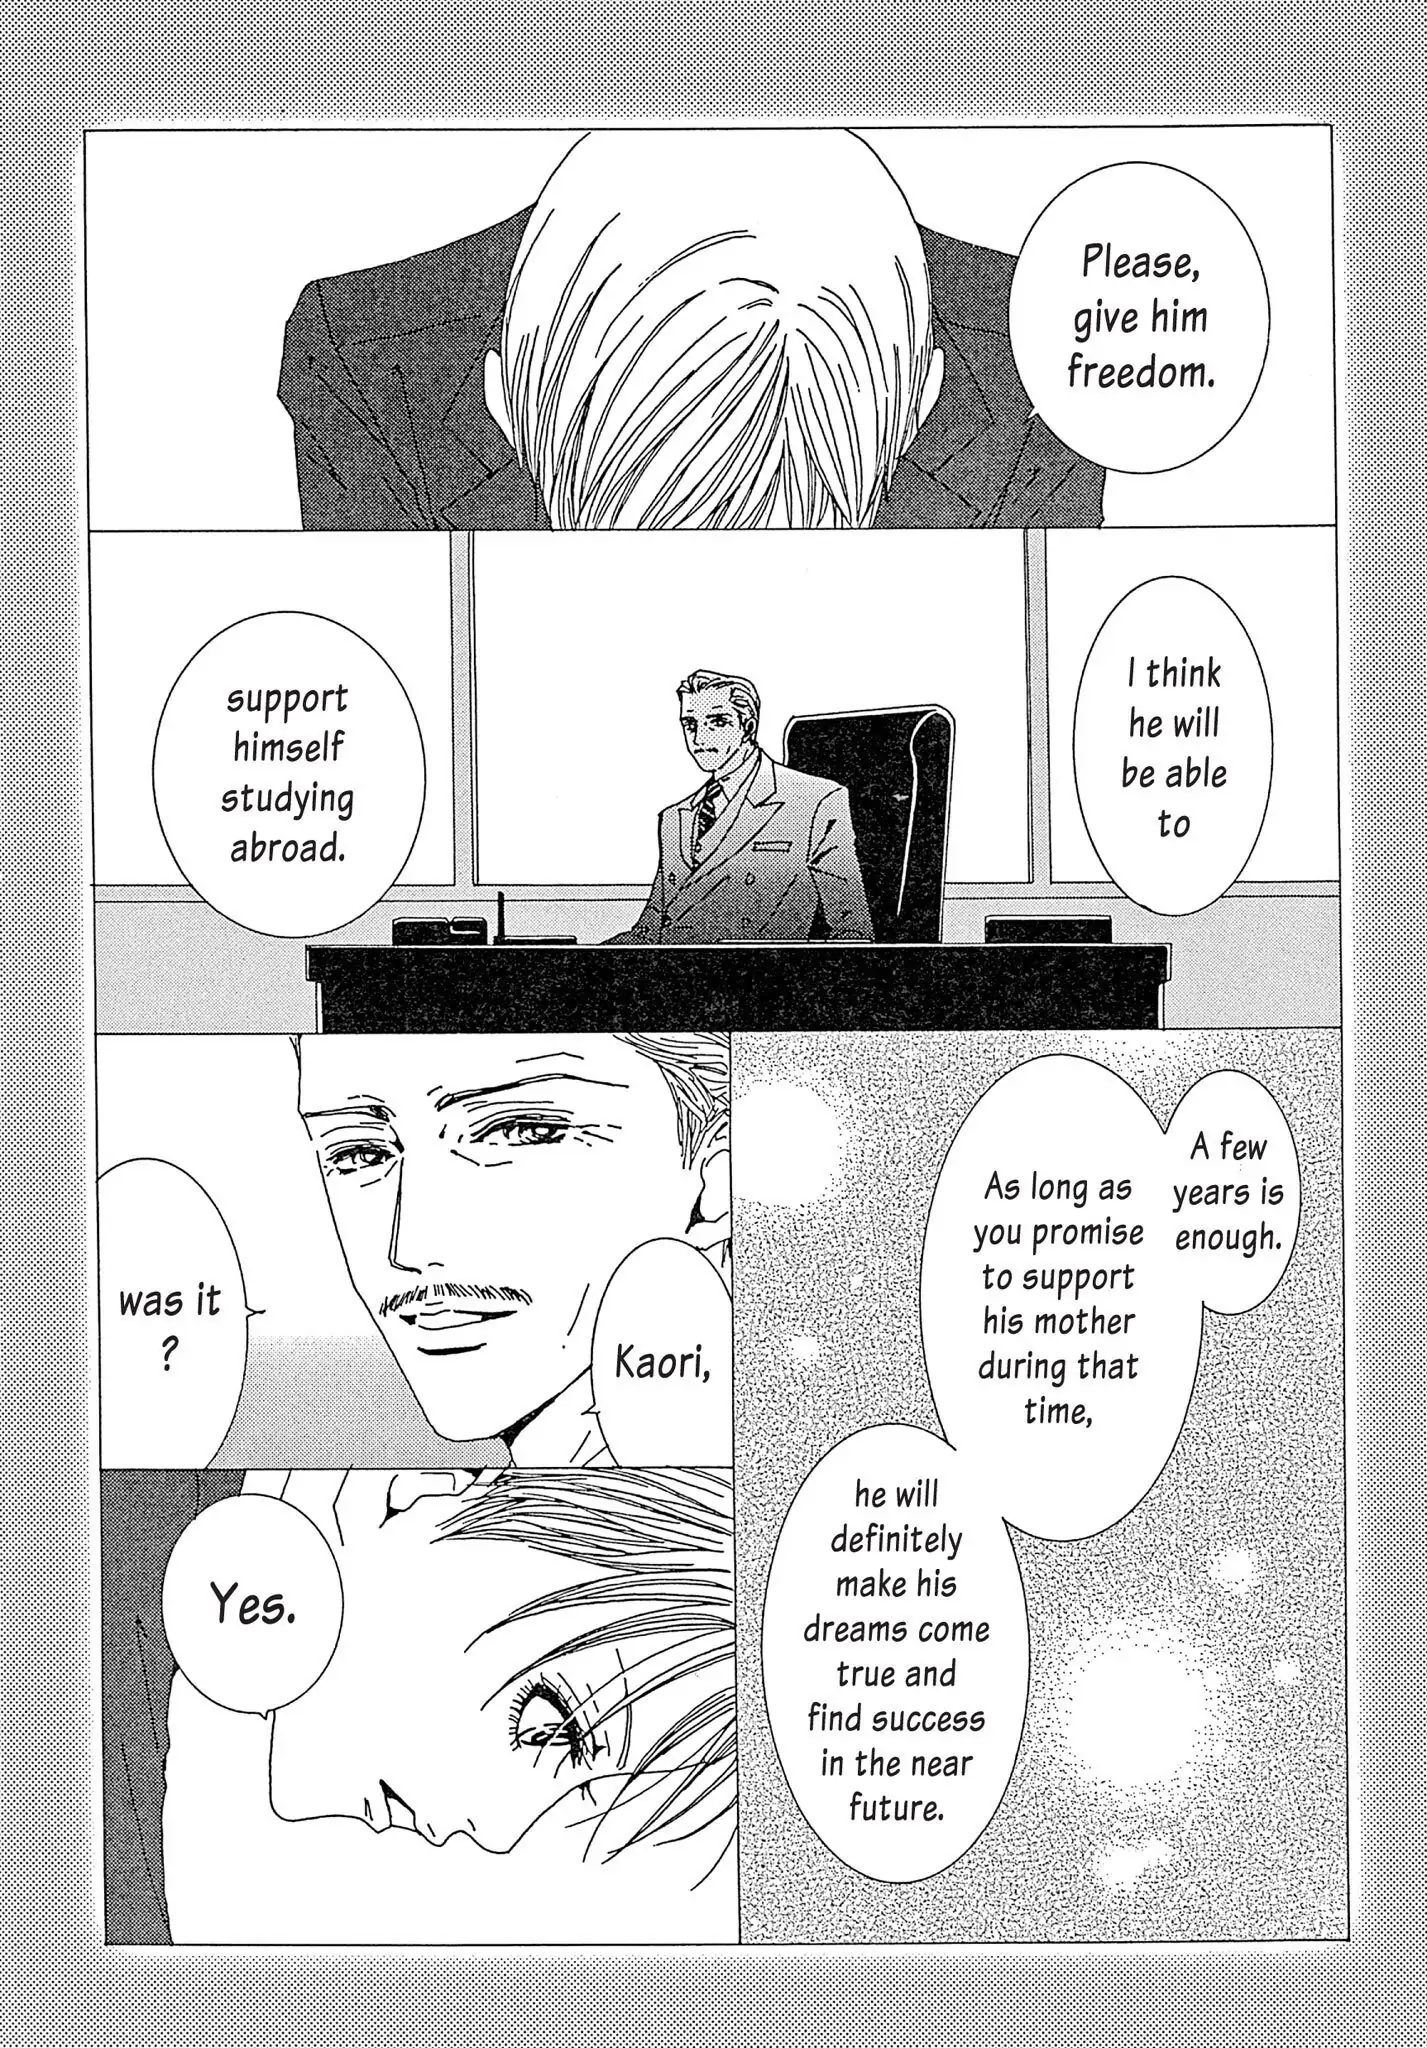 Please,
give him
freedom.
I think
he will
be able
to
support
himself
studying
abroad.
A few
years is
enough.
As long as
you promise
to support
his mother
during that
time,
he will
definitely
make his
dreams come
true and
find success
in the near
future.
Kaori,
was it
?
Yes.